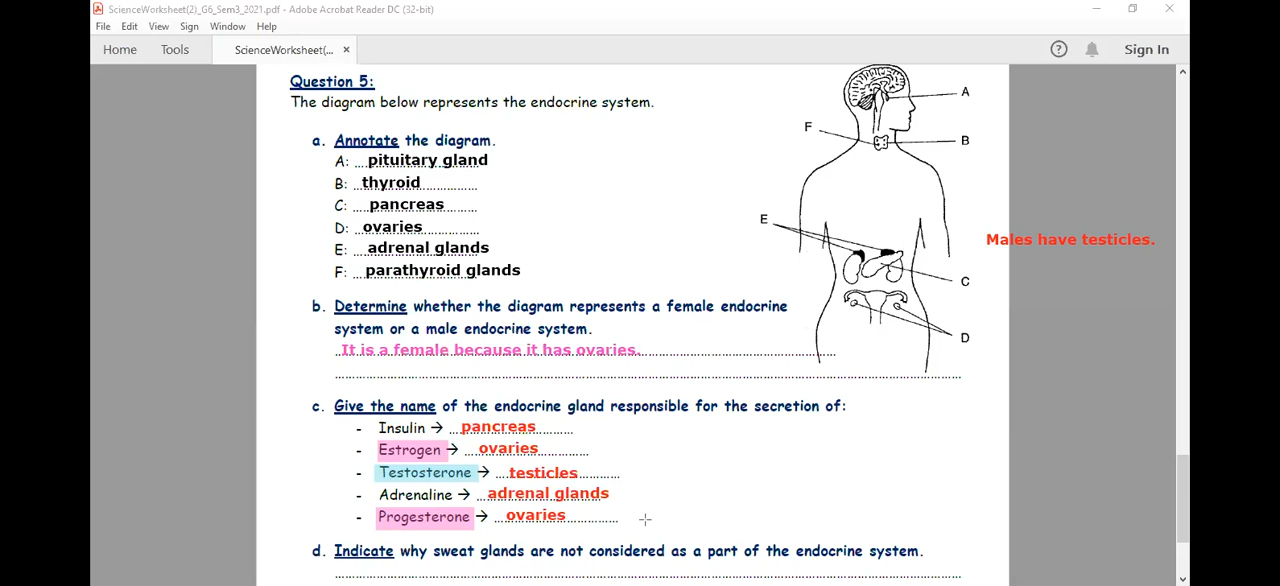 ScienceWorksheet(2)_G6_Sem3_2021.pdf - Adobe Acrobat Reader DC (32-bit)
File Edit View Sign Window Help
Home Tools ScienceWorksheet(... × ? Sign In
Question 5:
The diagram below represents the endocrine system.
a. Annotate the diagram.
A: pituitary gland
B: thyroid
C: pancreas
D: ovaries
E: adrenal glands
F: parathyroid glands
A
F
B
E
Males have testicles.
C
D
b. Determine whether the diagram represents a female endocrine
system or a male endocrine system.
It is a female because it has ovaries.
c. Give the name of the endocrine gland responsible for the secretion of:
- Insulin → pancreas
- Estrogen → ovaries
- Testosterone → testicles
- Adrenaline → adrenal glands
- Progesterone → ovaries
d. Indicate why sweat glands are not considered as a part of the endocrine system.